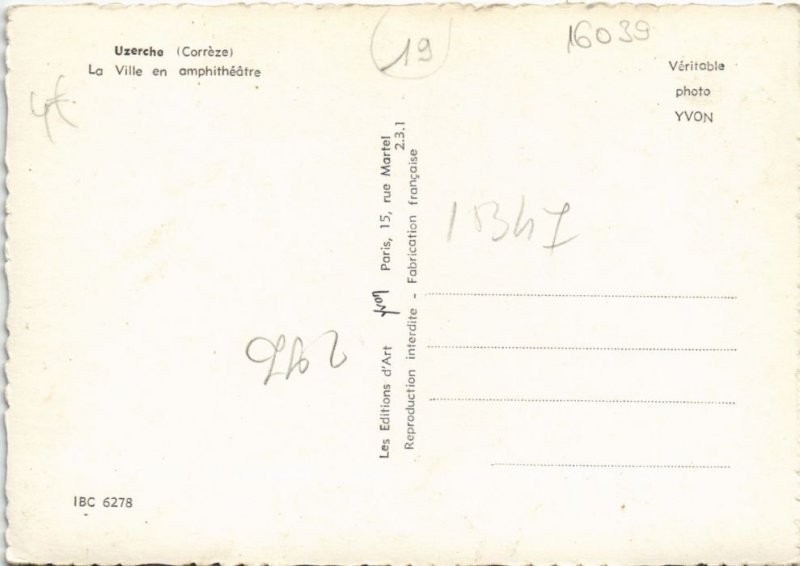 Uzerche (Corrèze)
La Ville en amphithéâtre
19
16039
4€
Véritable
photo
YVON
Les Editions d'Art Yvon Paris, 15, rue Martel
2.3.1
Reproduction interdite - Fabrication française
IBC 6278